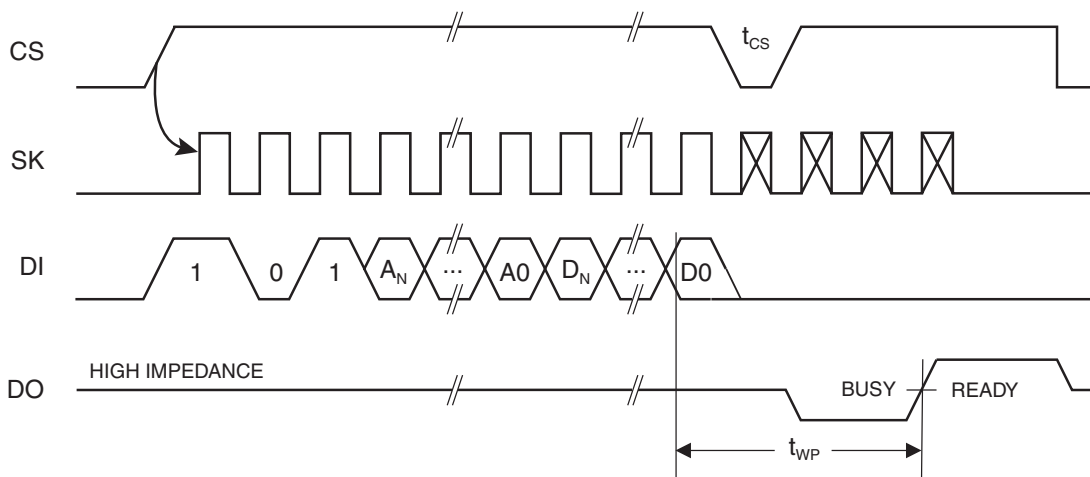 CS
t_CS
SK
DI
1 0 1 A_N ... A0 D_N ... D0
HIGH IMPEDANCE
DO
BUSY READY
t_WP